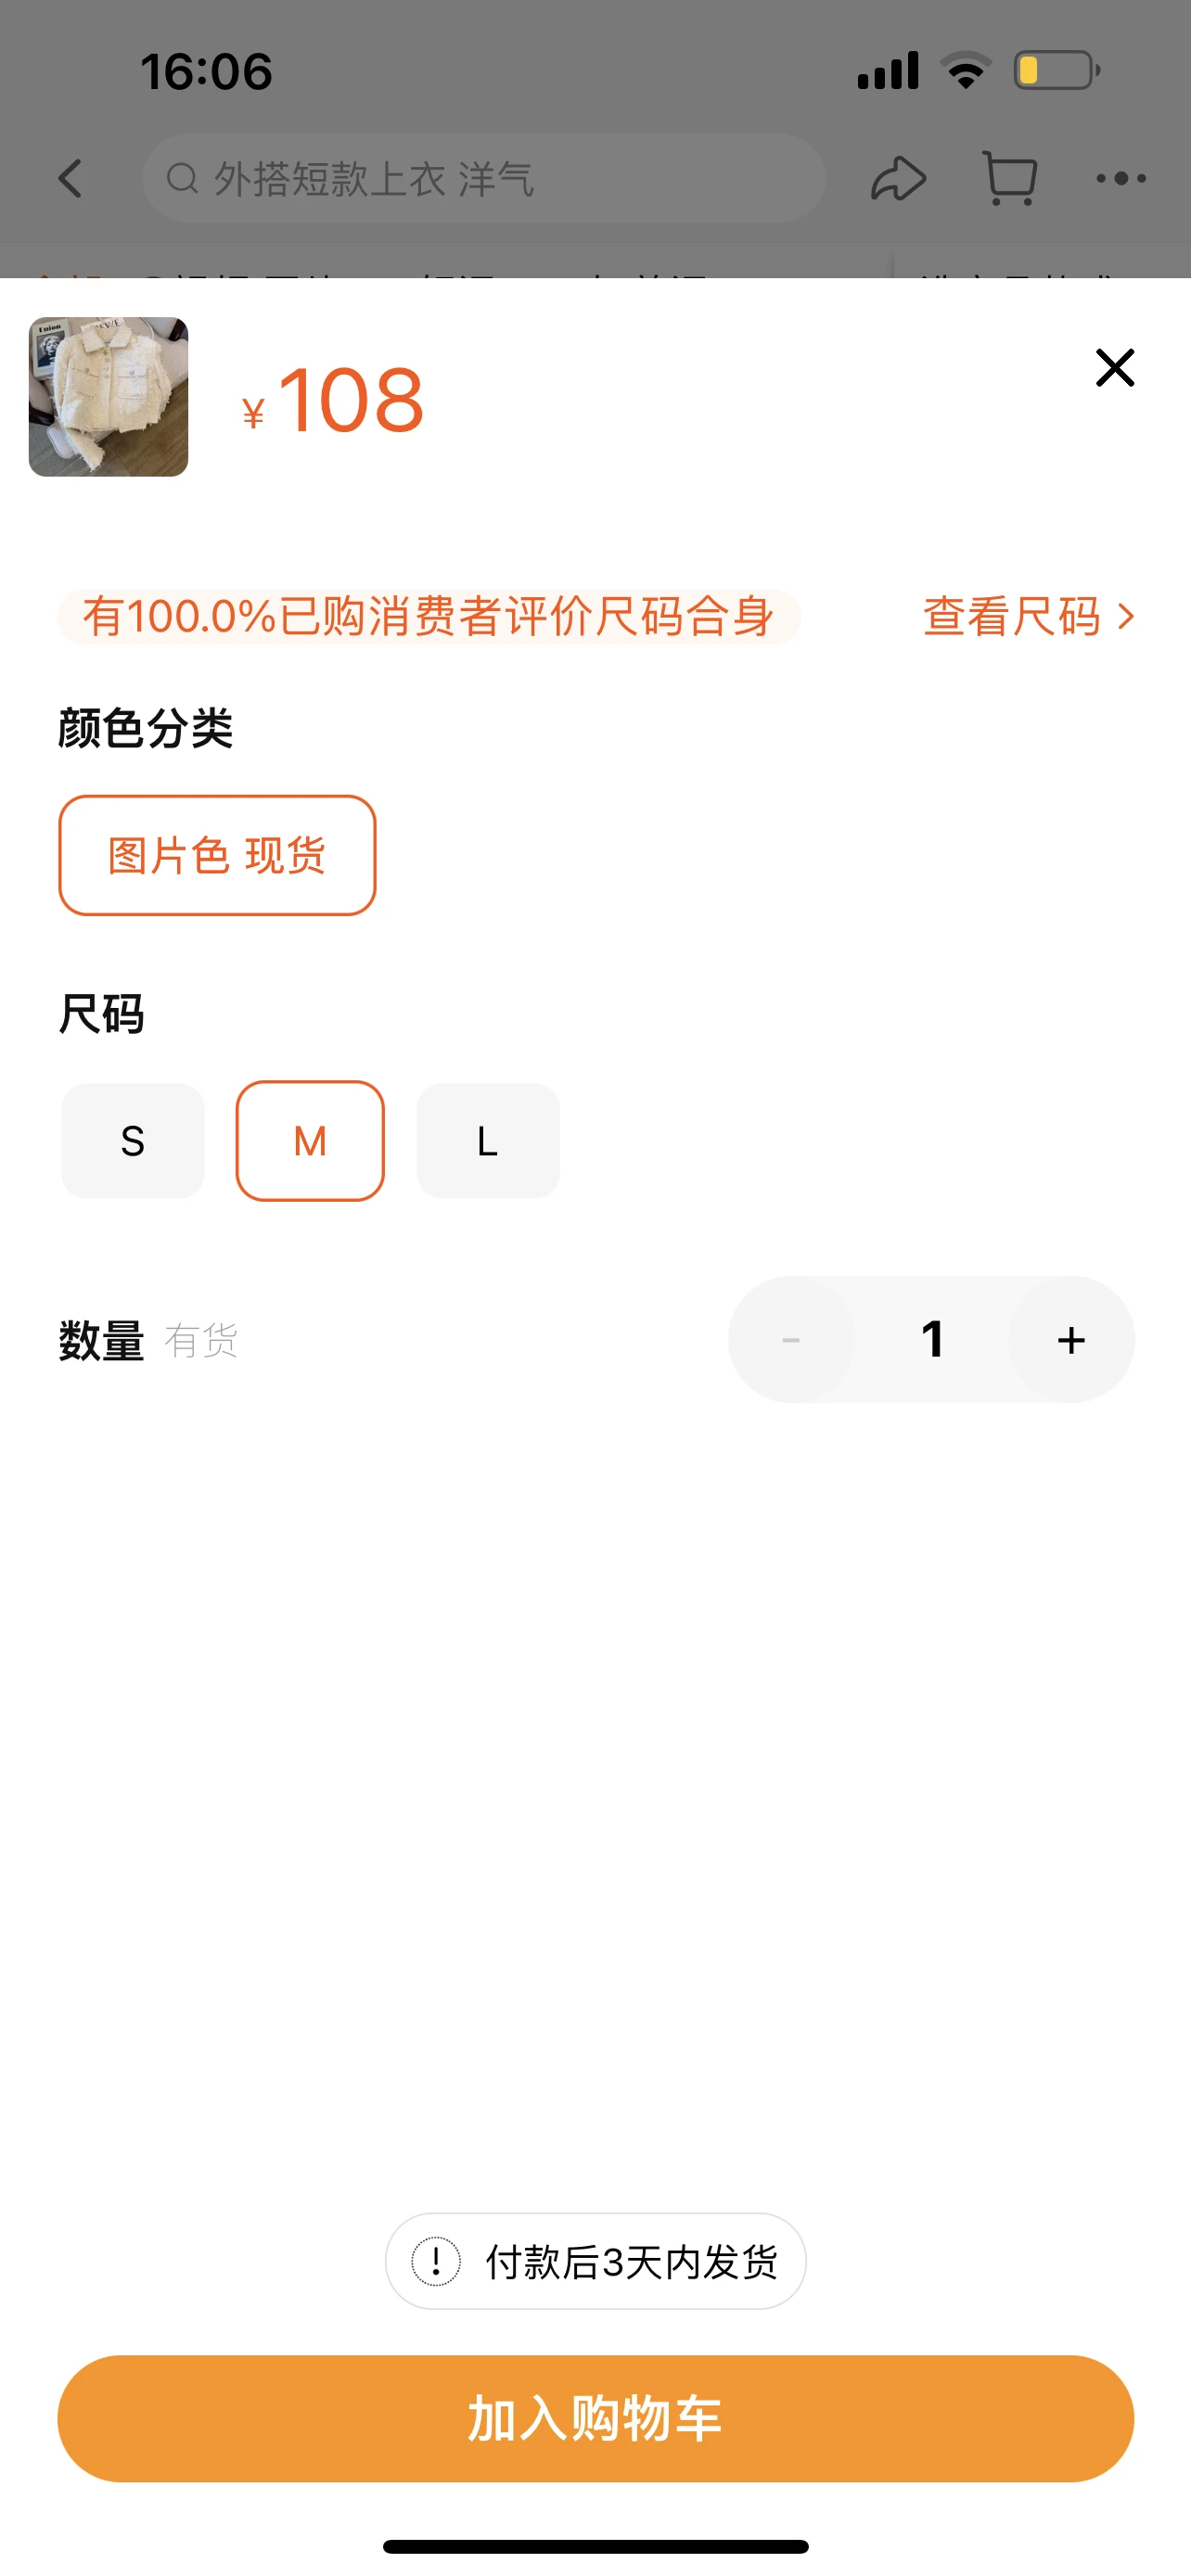 16:06
外搭短款上衣 洋气
¥108
有100.0%已购消费者评价尺码合身
查看尺码 >
颜色分类
图片色 现货
尺码
S
M
L
数量 有货
- 1 +
付款后3天内发货
加入购物车